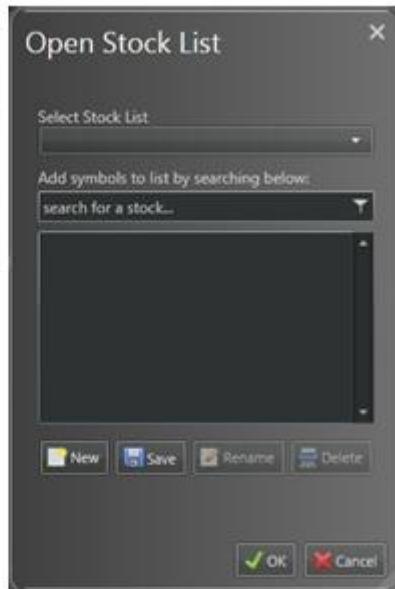 Open Stock List
Select Stock List
Add symbols to list by searching below:
search for a stock...
New Save Rename Delete
OK Cancel